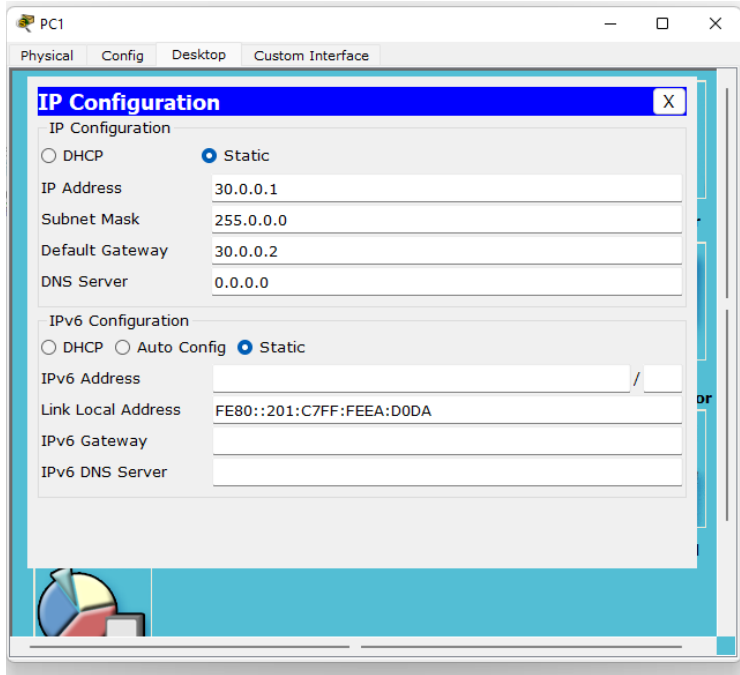 PC1
Physical Config Desktop Custom Interface
IP Configuration X
IP Configuration
DHCP Static
IP Address 30.0.0.1
Subnet Mask 255.0.0.0
Default Gateway 30.0.0.2
DNS Server 0.0.0.0
IPv6 Configuration
DHCP Auto Config Static
IPv6 Address /
or
Link Local Address FE80::201:C7FF:FEEA:D0DA
IPv6 Gateway
IPv6 DNS Server